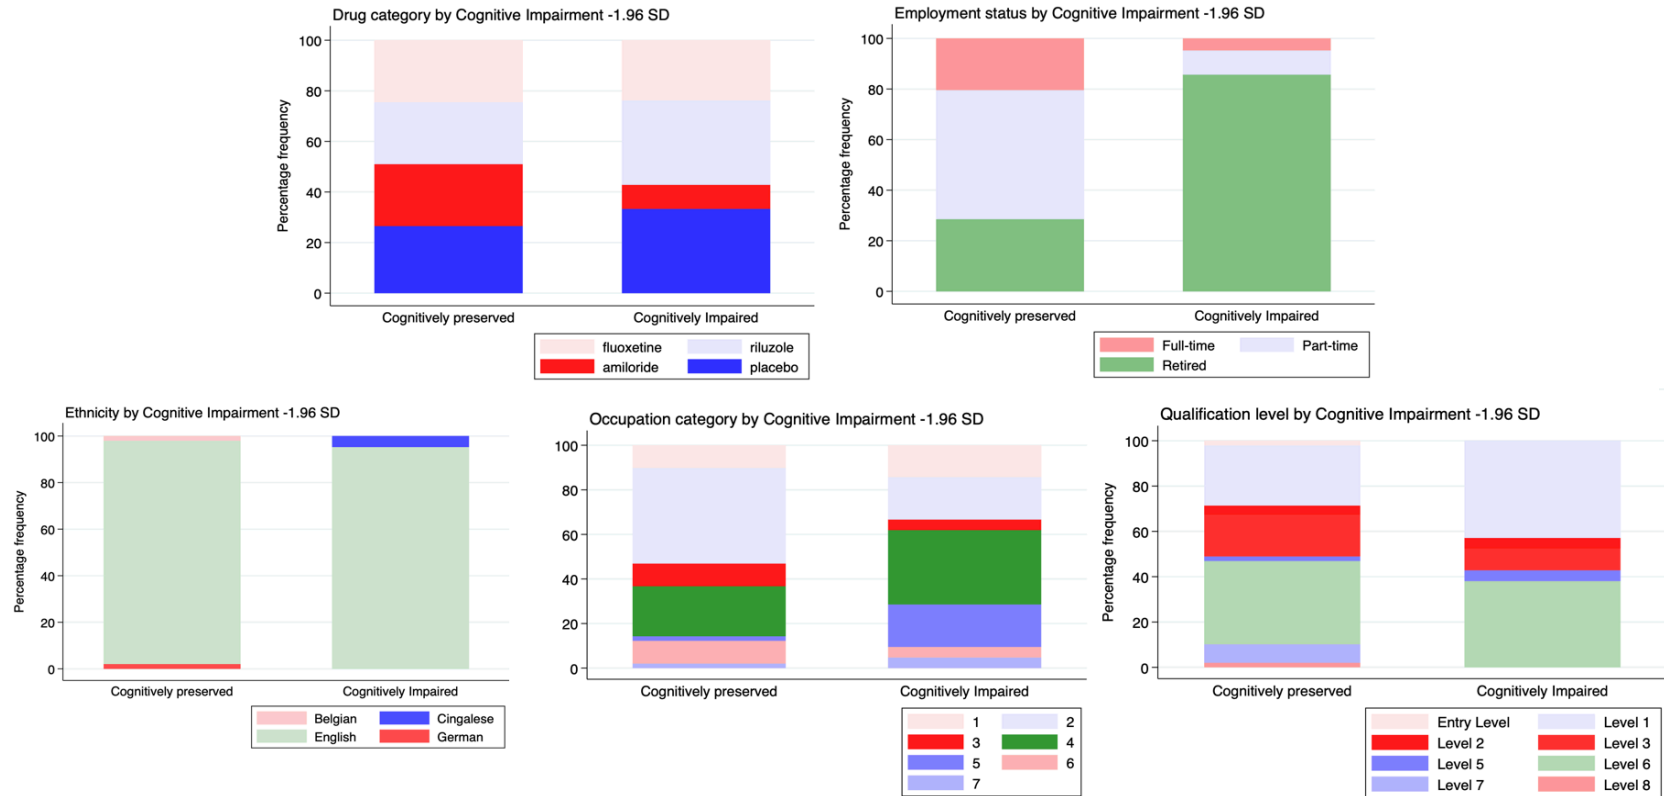 Drug category by Cognitive Impairment -1.96 SD
Percentage frequency
100
80
60
40
20
0
Cognitively preserved
Cognitively Impaired
fluoxetine
riluzole
amiloride
placebo
Employment status by Cognitive Impairment -1.96 SD
Percentage frequency
100
80
60
40
20
0
Cognitively preserved
Cognitively Impaired
Full-time
Part-time
Retired
Ethnicity by Cognitive Impairment -1.96 SD
Percentage frequency
100
80
60
40
20
0
Cognitively preserved
Cognitively Impaired
Belgian
Cingalese
English
German
Occupation category by Cognitive Impairment -1.96 SD
Percentage frequency
100
80
60
40
20
0
Cognitively preserved
Cognitively Impaired
1
2
3
4
5
6
7
Qualification level by Cognitive Impairment -1.96 SD
Percentage frequency
100
80
60
40
20
0
Cognitively preserved
Cognitively Impaired
Entry Level
Level 1
Level 2
Level 3
Level 5
Level 6
Level 7
Level 8